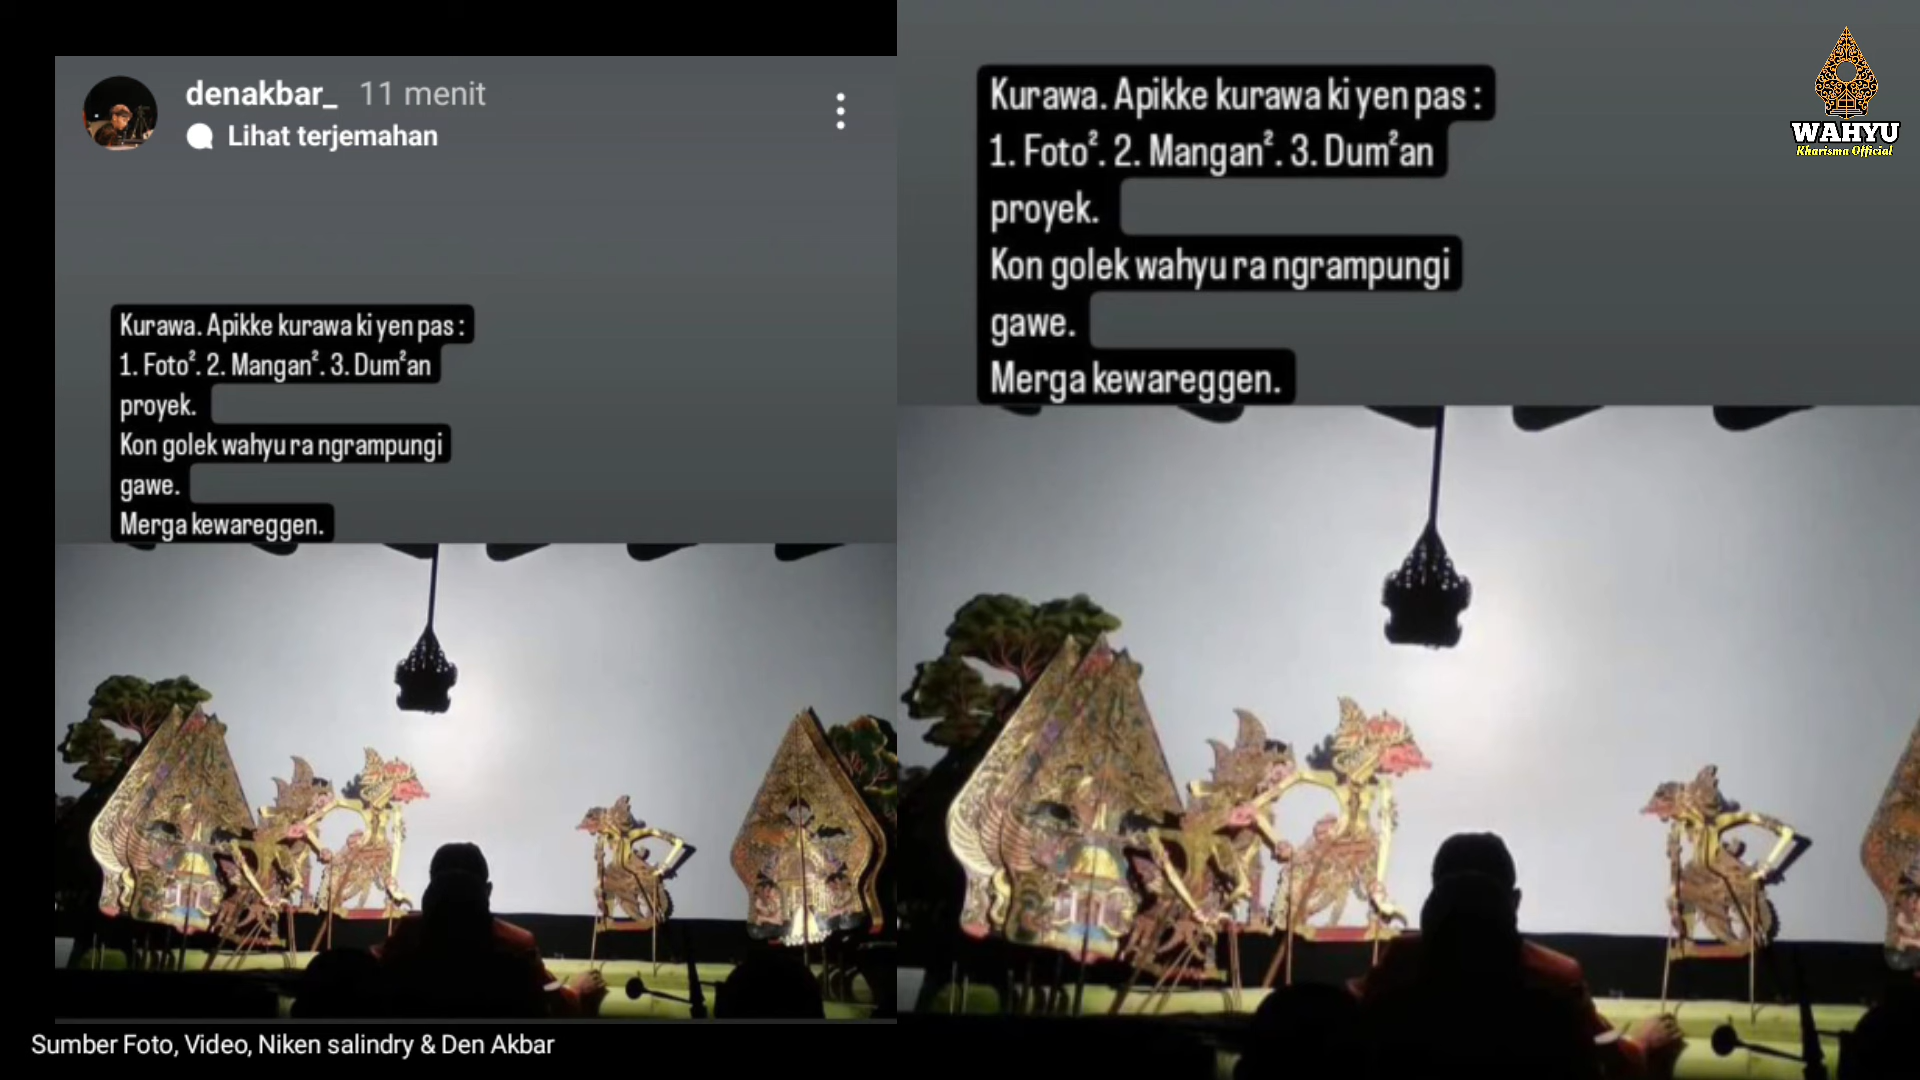 denakbar_ 11 menit
Lihat terjemahan
Kurawa. Apikke kurawa ki yen pas :
1. Foto². 2. Mangan². 3. Dum²an
proyek.
Kon golek wahyu ra ngrampungi
gawe.
Merga kewareggen.
Sumber Foto, Video, Niken salindry & Den Akbar
Kurawa. Apikke kurawa ki yen pas :
1. Foto². 2. Mangan². 3. Dum²an
proyek.
Kon golek wahyu ra ngrampungi
gawe.
Merga kewareggen.
WAHYU
Kharisma Official